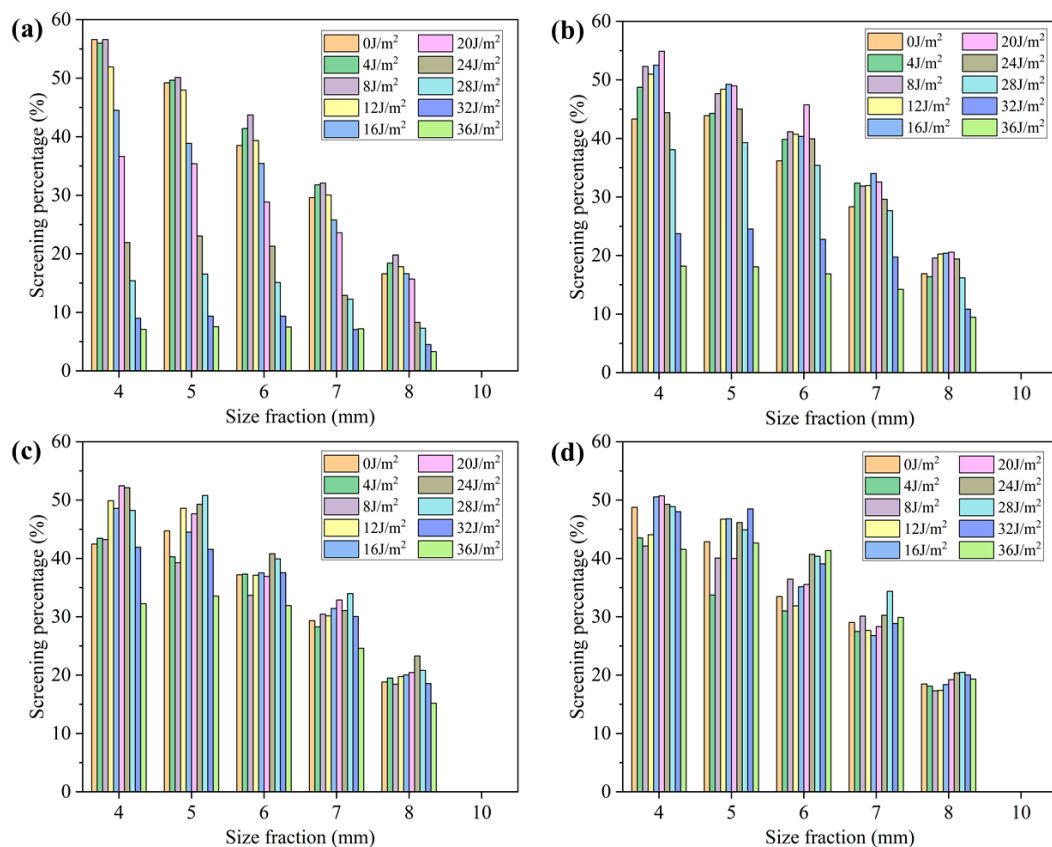 (a)
60
50
40
30
20
10
0
Screening percentage (%)
0J/m² 20J/m²
4J/m² 24J/m²
8J/m² 28J/m²
12J/m² 32J/m²
16J/m² 36J/m²
4 5 6 7 8 10
Size fraction (mm)
(b)
60
50
40
30
20
10
0
Screening percentage (%)
0J/m² 20J/m²
4J/m² 24J/m²
8J/m² 28J/m²
12J/m² 32J/m²
16J/m² 36J/m²
4 5 6 7 8 10
Size fraction (mm)
(c)
60
50
40
30
20
10
0
Screening percentage (%)
0J/m² 20J/m²
4J/m² 24J/m²
8J/m² 28J/m²
12J/m² 32J/m²
16J/m² 36J/m²
4 5 6 7 8 10
Size fraction (mm)
(d)
60
50
40
30
20
10
0
Screening percentage (%)
0J/m² 20J/m²
4J/m² 24J/m²
8J/m² 28J/m²
12J/m² 32J/m²
16J/m² 36J/m²
4 5 6 7 8 10
Size fraction (mm)